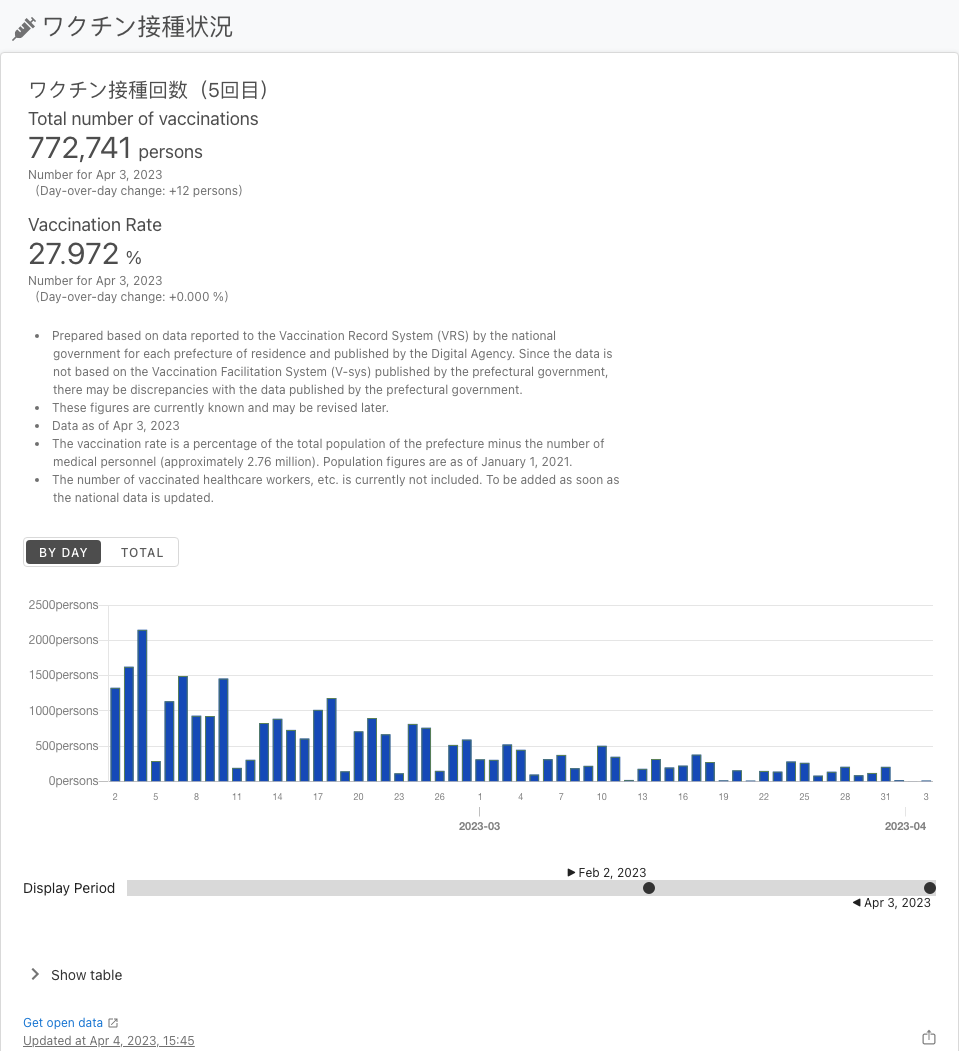 ワクチン接種状況
ワクチン接種回数（5回目）
Total number of vaccinations
772,741 persons
Number for Apr 3, 2023
(Day-over-day change: +12 persons)
Vaccination Rate
27.972 %
Number for Apr 3, 2023
(Day-over-day change: +0.000 %)
• Prepared based on data reported to the Vaccination Record System (VRS) by the national
government for each prefecture of residence and published by the Digital Agency. Since the data is
not based on the Vaccination Facilitation System (V-sys) published by the prefectural government,
there may be discrepancies with the data published by the prefectural government.
• These figures are currently known and may be revised later.
• Data as of Apr 3, 2023
• The vaccination rate is a percentage of the total population of the prefecture minus the number of
medical personnel (approximately 2.76 million). Population figures are as of January 1, 2021.
• The number of vaccinated healthcare workers, etc. is currently not included. To be added as soon as
the national data is updated.
BY DAY TOTAL
2500persons
2000persons
1500persons
1000persons
500persons
0persons
2 5 8 11 14 17 20 23 26 1 4 7 10 13 16 19 22 25 28 31 3
2023-03 2023-04
Feb 2, 2023
Display Period
Apr 3, 2023
Show table
Get open data
Updated at Apr 4, 2023, 15:45